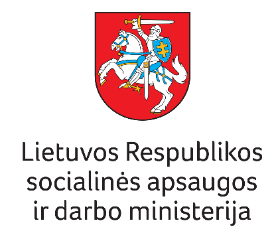 Lietuvos Respublikos
socialinės apsaugos
ir darbo ministerija